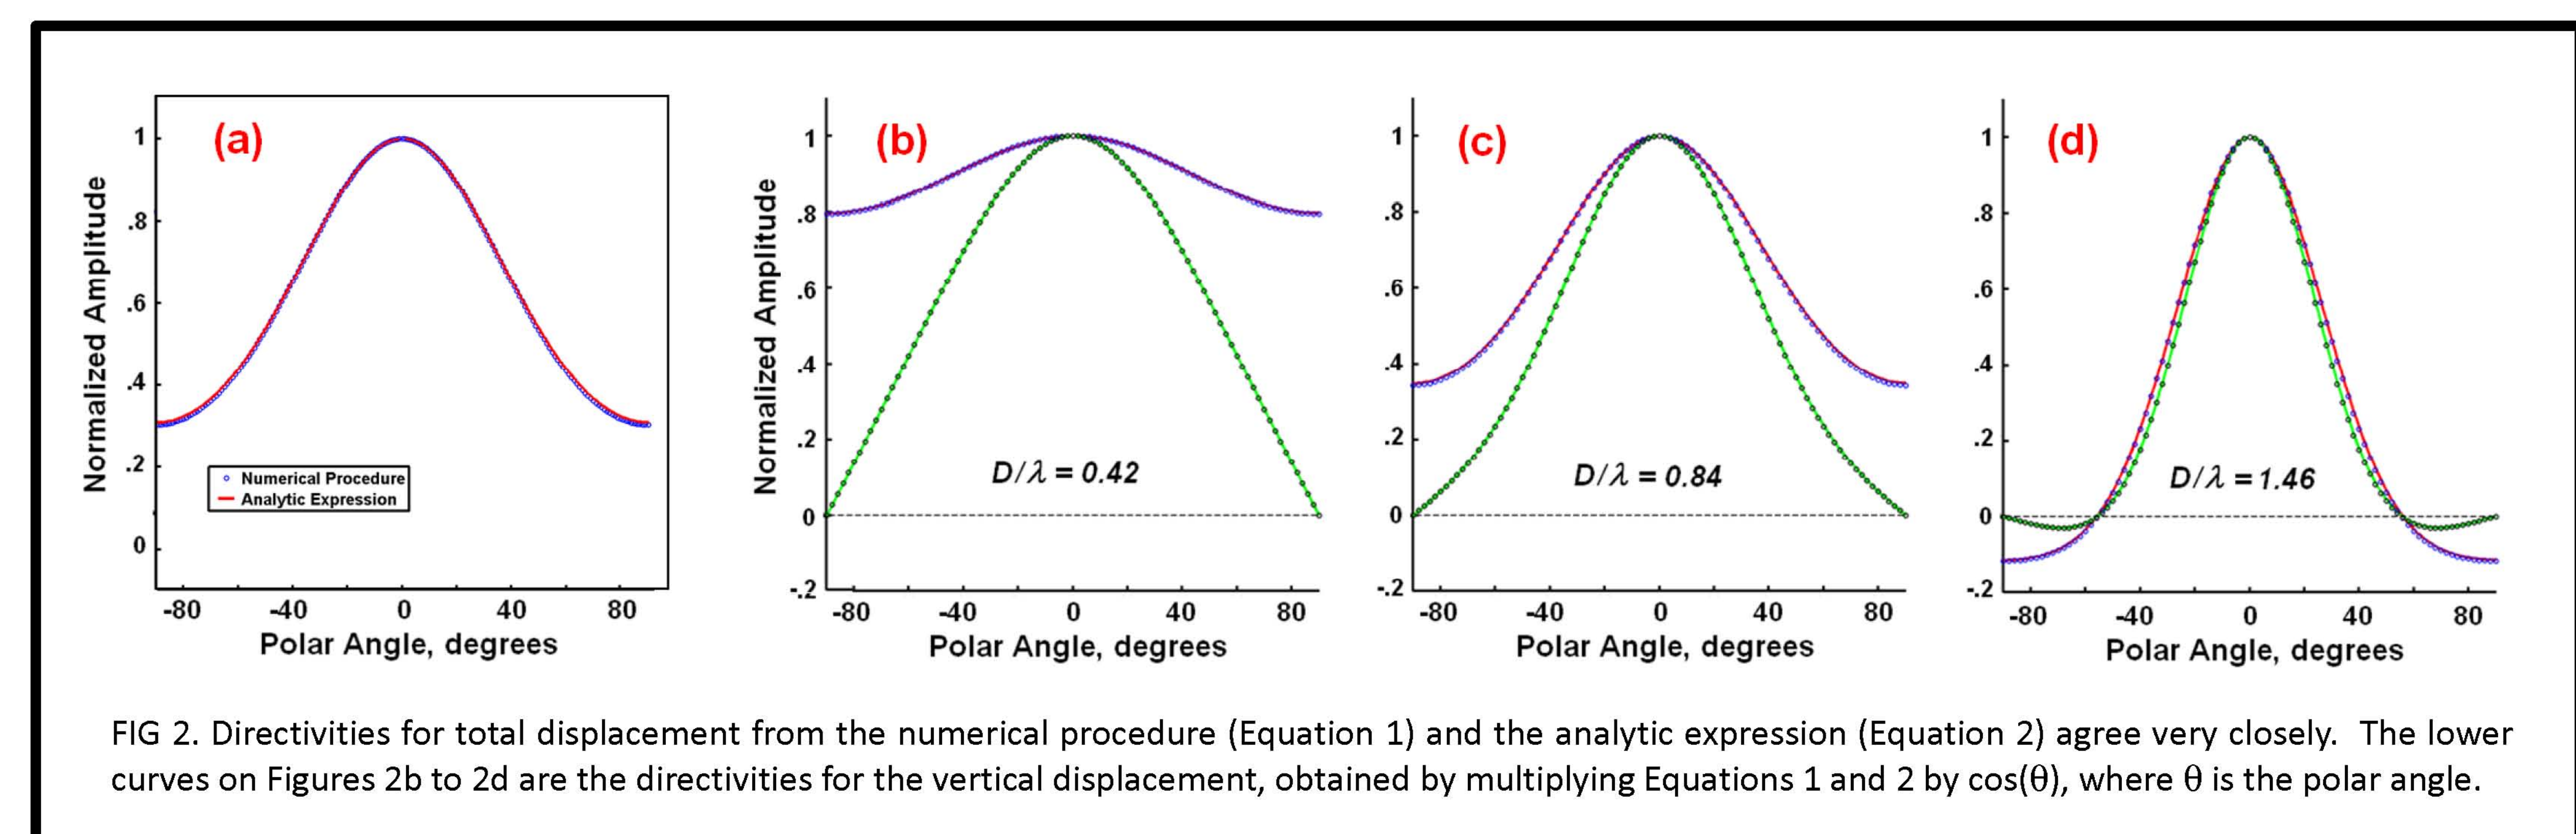 (a)
Normalized Amplitude
1
.8
.6
.4
.2
0
Numerical Procedure
Analytic Expression
-80 -40 0 40 80
Polar Angle, degrees
(b)
Normalized Amplitude
1
.8
.6
.4
.2
0
-.2
D/λ = 0.42
-80 -40 0 40 80
Polar Angle, degrees
(c)
1
.8
.6
.4
.2
0
-.2
D/λ = 0.84
-80 -40 0 40 80
Polar Angle, degrees
(d)
1
.8
.6
.4
.2
0
-.2
D/λ = 1.46
-80 -40 0 40 80
Polar Angle, degrees
FIG 2. Directivities for total displacement from the numerical procedure (Equation 1) and the analytic expression (Equation 2) agree very closely. The lower
curves on Figures 2b to 2d are the directivities for the vertical displacement, obtained by multiplying Equations 1 and 2 by cos(θ), where θ is the polar angle.